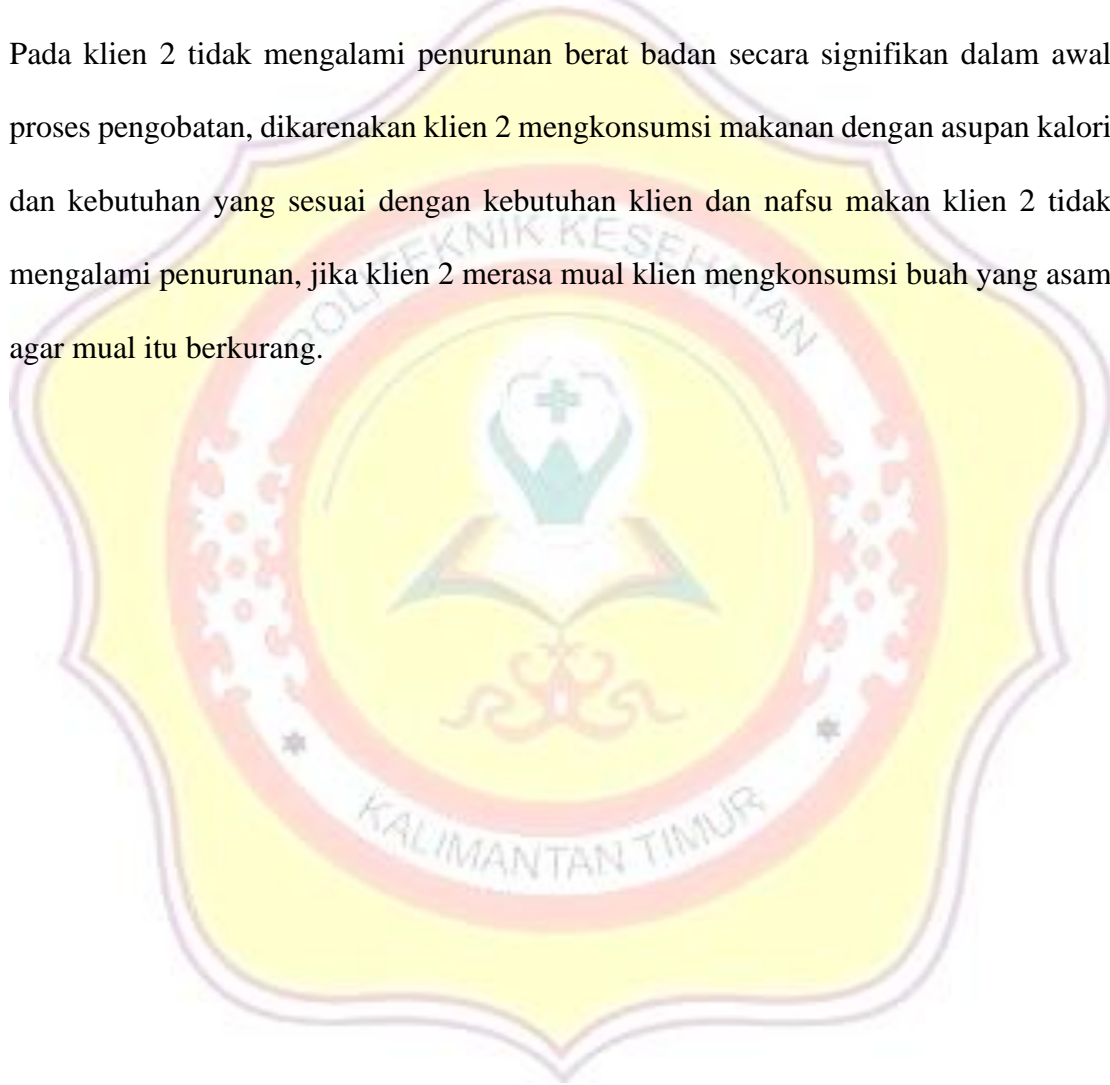 Pada klien 2 tidak mengalami penurunan berat badan secara signifikan dalam awal
proses pengobatan, dikarenakan klien 2 mengkonsumsi makanan dengan asupan kalori
dan kebutuhan yang sesuai dengan kebutuhan klien dan nafsu makan klien 2 tidak
mengalami penurunan, jika klien 2 merasa mual klien mengkonsumsi buah yang asam
agar mual itu berkurang.
POLITEKNIK KESEHATAN
KALIMANTAN TIMUR